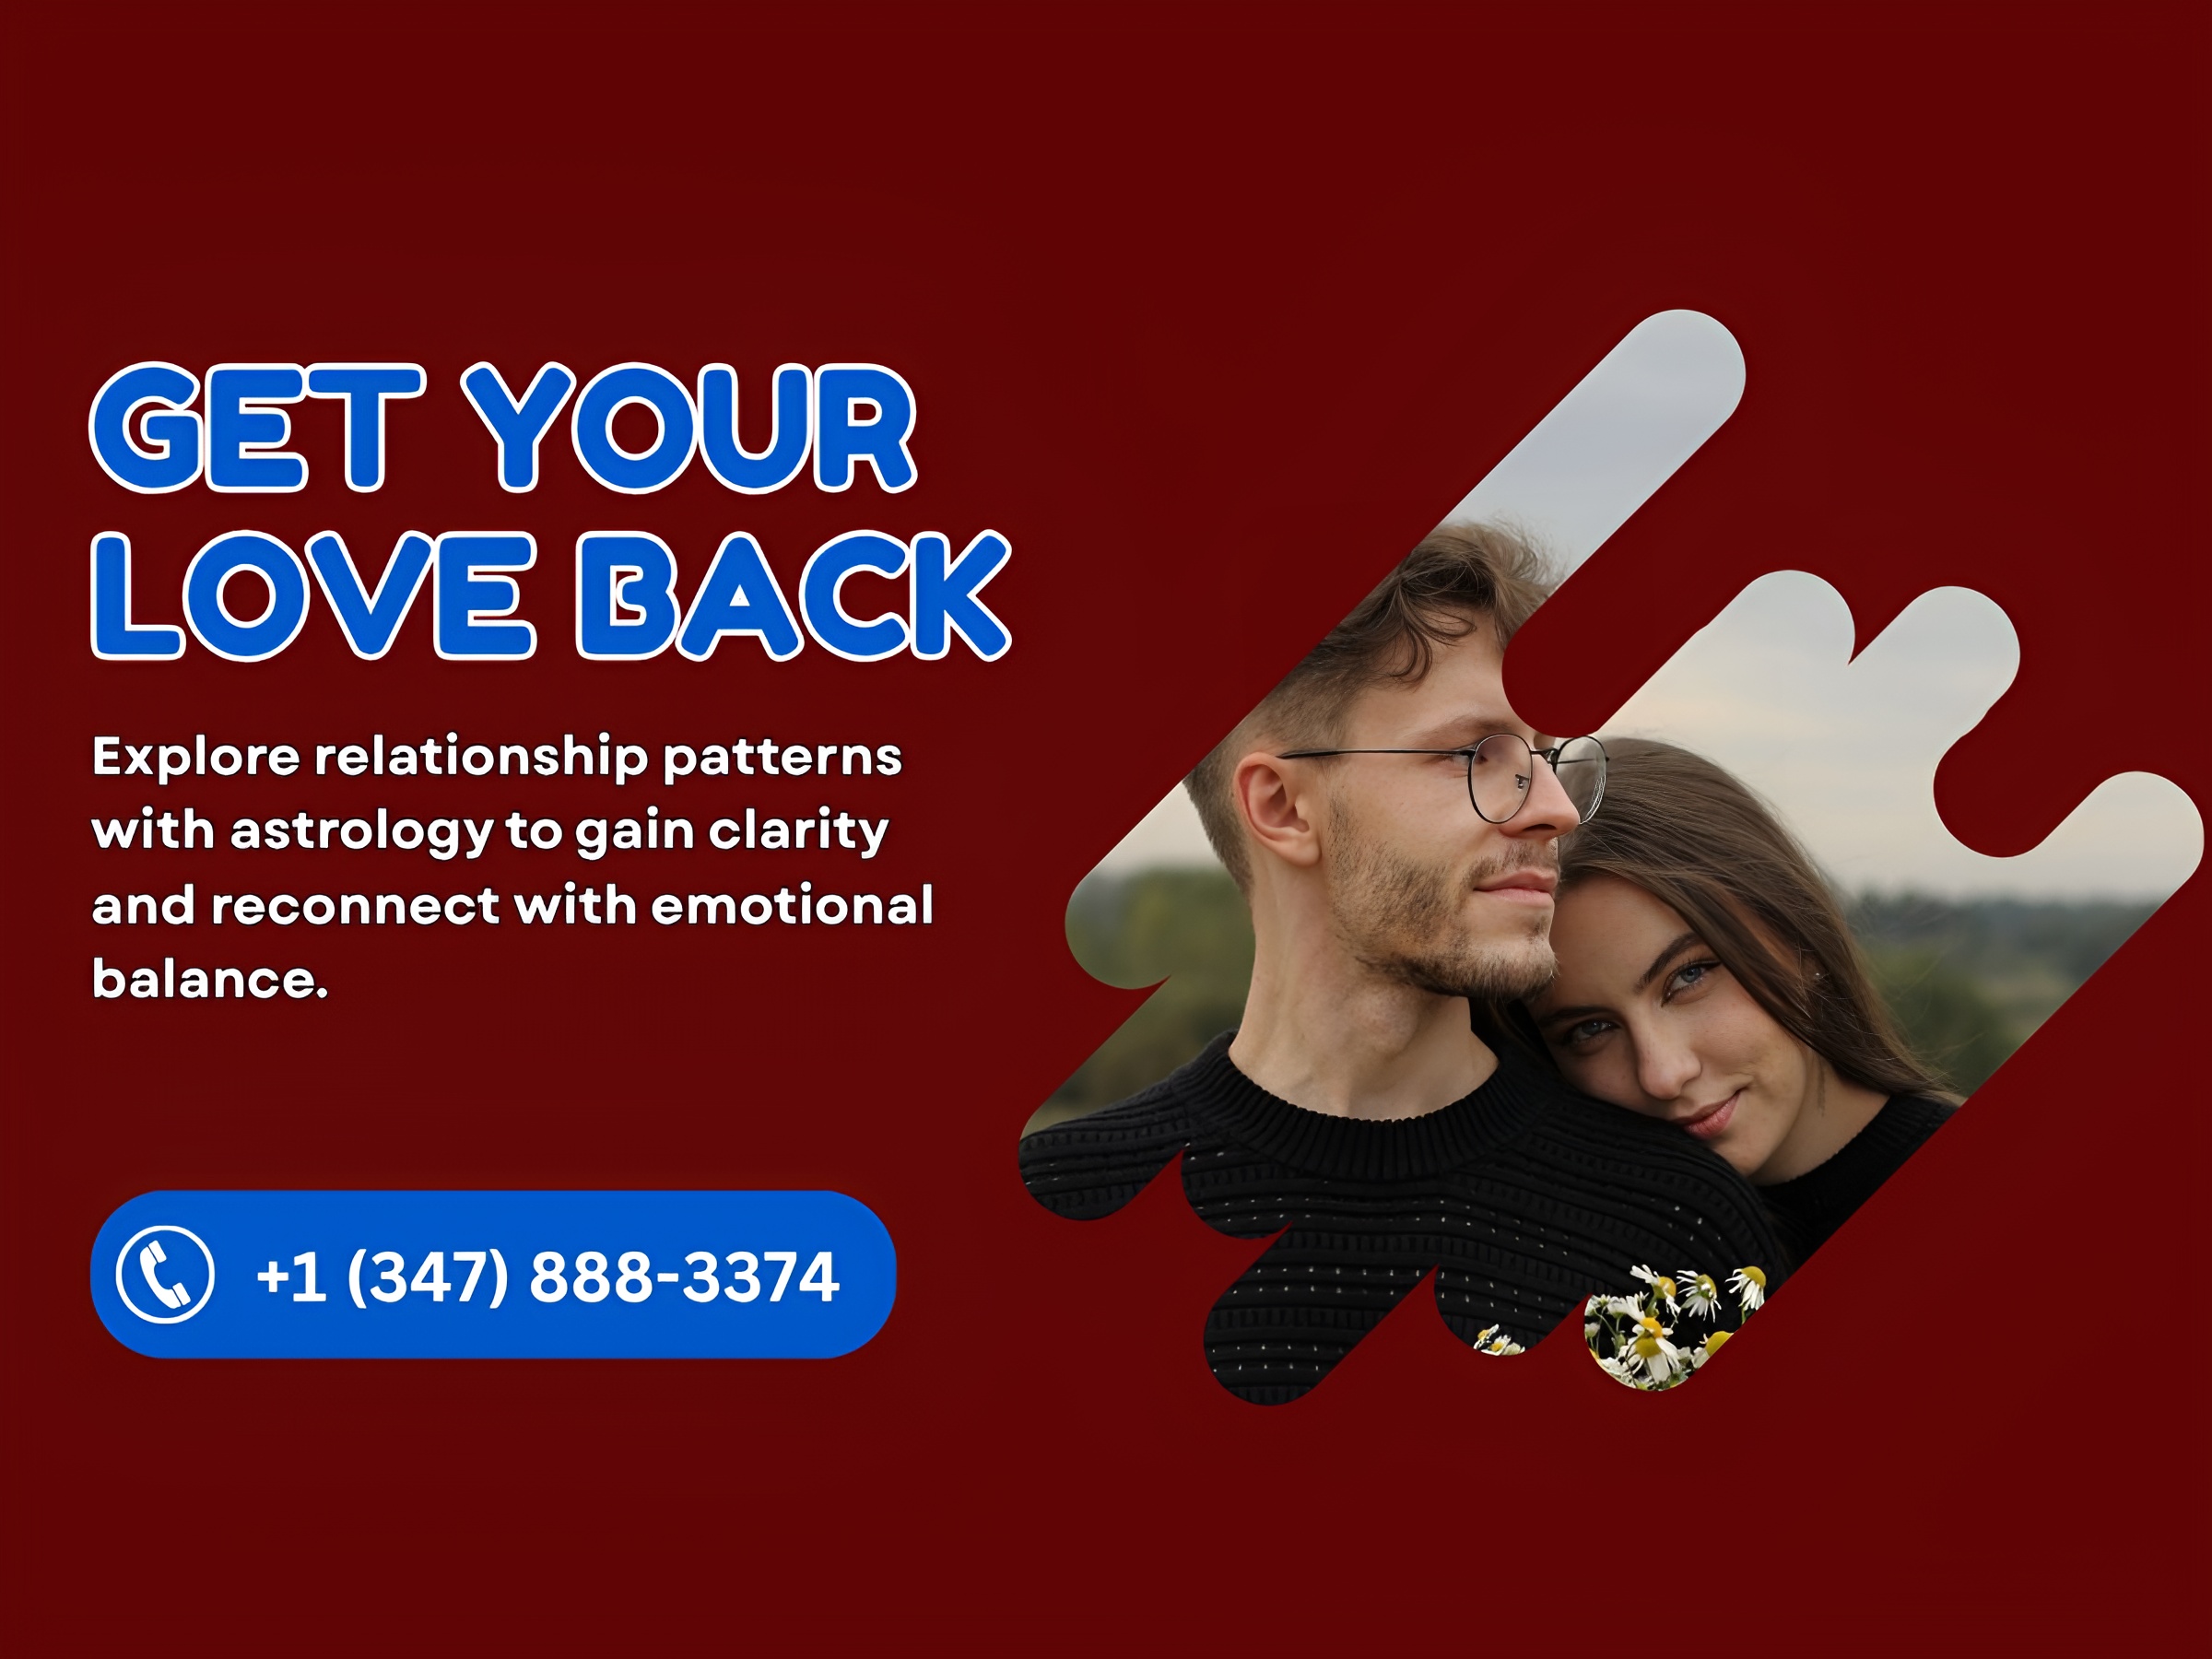 GET YOUR
LOVE BACK
Explore relationship patterns
with astrology to gain clarity
and reconnect with emotional
balance.
+1 (347) 888-3374